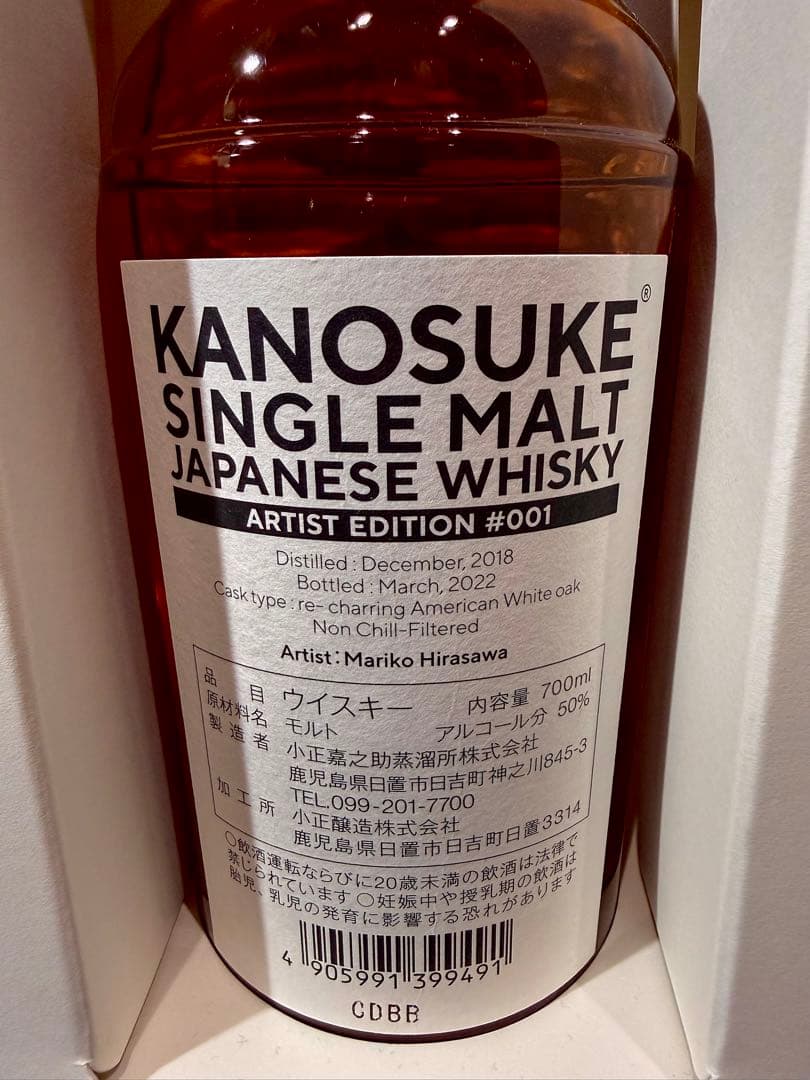 KANOSUKE®
SINGLE MALT
JAPANESE WHISKY
ARTIST EDITION #001
Distilled : December, 2018
Bottled : March, 2022
Cask type : re- charring American White oak
Non Chill-Filtered
Artist : Mariko Hirasawa
品目 ウイスキー 内容量 700ml
原材料名 モルト アルコール分 50%
製造者 小正嘉之助蒸溜所株式会社
鹿児島県日置市日吉町神之川845-3
TEL.099-201-7700
加工所 小正醸造株式会社
鹿児島県日置市日吉町日置3314
○飲酒運転ならびに20歳未満の飲酒は法律で
禁じられています ○妊娠中や授乳期の飲酒は
胎児、乳児の発育に影響する恐れがあります
4 905991 399491
CDBB